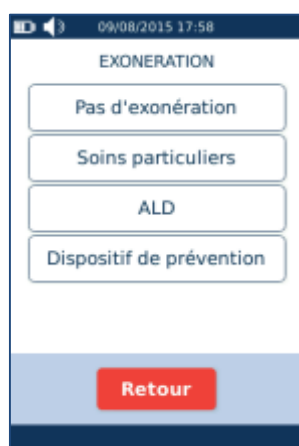 09/08/2015 17:58
EXONERATION
Pas d'exonération
Soins particuliers
ALD
Dispositif de prévention
Retour